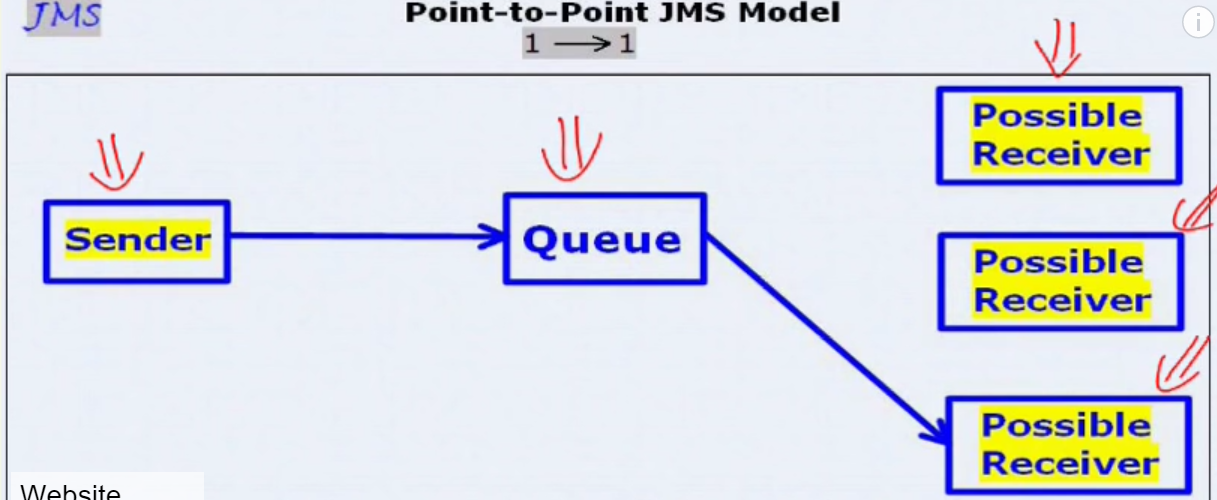 JMS
Point-to-Point JMS Model
1 → 1
Sender
Queue
Possible
Receiver
Possible
Receiver
Possible
Receiver
Website
i